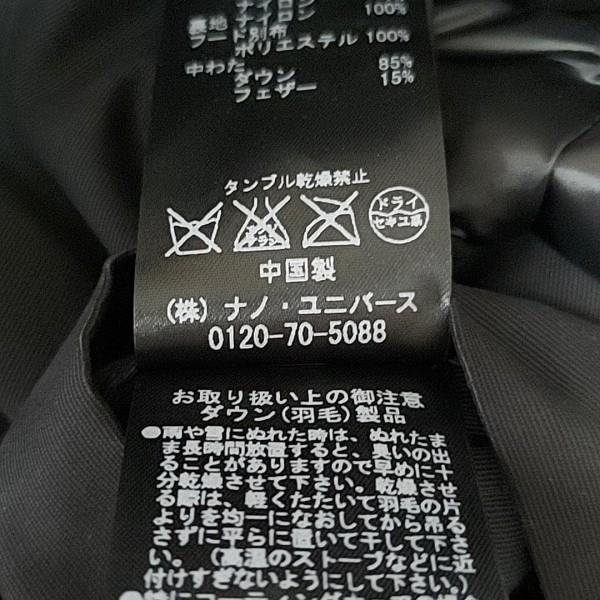 ナイロン 100%
裏地 ナイロン
フード別布
ポリエステル 100%
中わた
ダウン 85%
フェザー 15%
タンブル乾燥禁止
エンソ サラシ
ドライ
セキユ系
中国製
(株) ナノ・ユニバース
0120-70-5088
お取り扱い上の御注意
ダウン(羽毛)製品
●雨や雪にぬれた時は、ぬれたま
ま長時間放置すると、臭いの出
ることがありますので早めに十
分乾燥させて下さい。乾燥させ
る際は、軽くたたいて羽毛の片
よりを均一になおしてから吊る
さずに平らに置いて干して下さ
い。(高温のストーブなどに近
付けすぎないようにして下さい。)